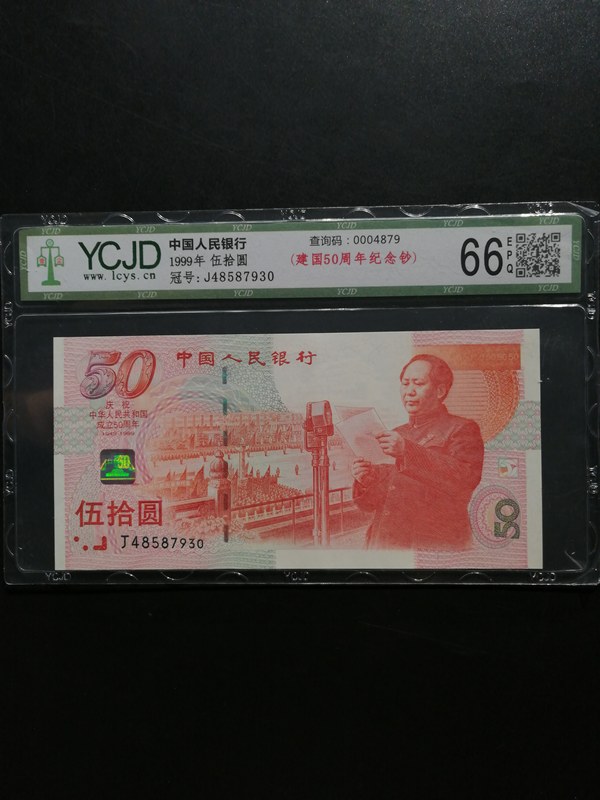 YCJD
www.lcys.cn
中国人民银行
1999年 伍拾圆
冠号:J48587930
查询码:0004879
(建国50周年纪念钞)
66
EPQ
50
中国人民银行
庆祝
中华人民共和国
成立50周年
伍拾圆
J48587930
50